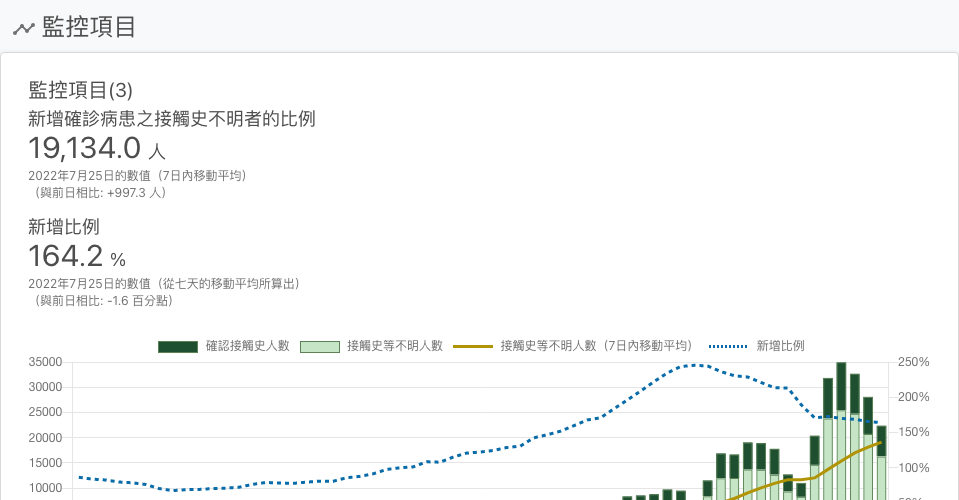 監控項目
監控項目(3)
新增確診病患之接觸史不明者的比例
19,134.0 人
2022年7月25日的數值（7日內移動平均）
（與前日相比: +997.3 人）
新增比例
164.2 %
2022年7月25日的數值（從七天的移動平均所算出）
（與前日相比: -1.6 百分點）
確認接觸史人數 接觸史等不明人數 接觸史等不明人數（7日內移動平均） 新增比例
35000 250%
30000
25000 200%
20000 150%
15000 100%
10000